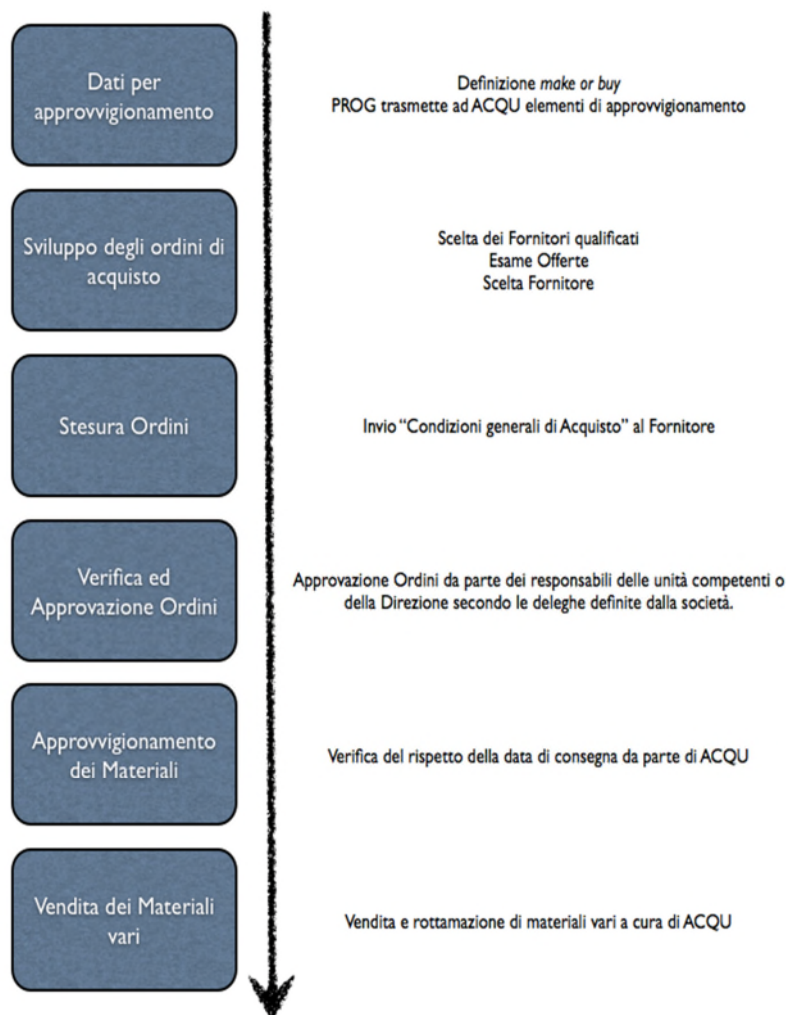 Dati per
approvvigionamento
Definizione make or buy
PROG trasmette ad ACQU elementi di approvvigionamento
Sviluppo degli ordini di
acquisto
Scelta dei Fornitori qualificati
Esame Offerte
Scelta Fornitore
Stesura Ordini
Invio “Condizioni generali di Acquisto” al Fornitore
Verifica ed
Approvazione Ordini
Approvazione Ordini da parte dei responsabili delle unità competenti o
della Direzione secondo le deleghe definite dalla società.
Approvvigionamento
dei Materiali
Verifica del rispetto della data di consegna da parte di ACQU
Vendita dei Materiali
vari
Vendita e rottamazione di materiali vari a cura di ACQU